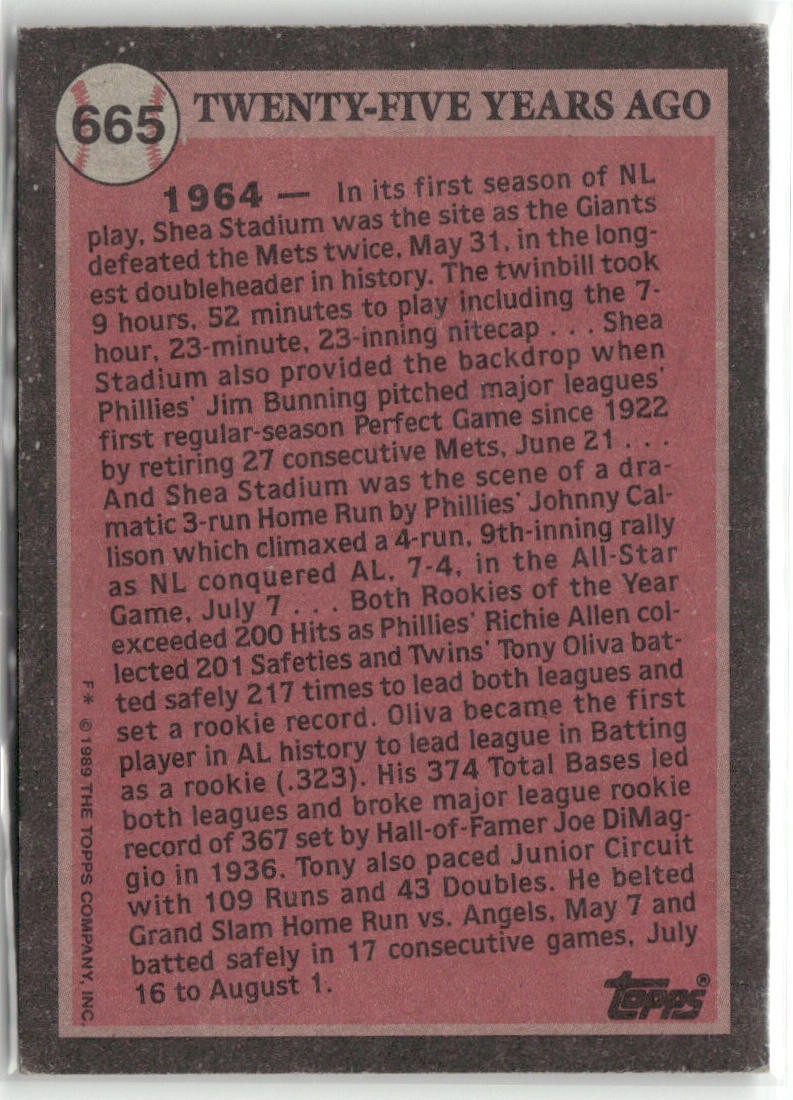 665
TWENTY-FIVE YEARS AGO
1964 — In its first season of NL
play, Shea Stadium was the site as the Giants
defeated the Mets twice, May 31, in the long-
est doubleheader in history. The twinbill took
9 hours, 52 minutes to play including the 7-
hour, 23-minute, 23-inning nitecap . . . Shea
Stadium also provided the backdrop when
Phillies' Jim Bunning pitched major leagues'
first regular-season Perfect Game since 1922
by retiring 27 consecutive Mets, June 21 . . .
And Shea Stadium was the scene of a dra-
matic 3-run Home Run by Phillies' Johnny Cal-
lison which climaxed a 4-run, 9th-inning rally
as NL conquered AL, 7-4, in the All-Star
Game, July 7 . . . Both Rookies of the Year
exceeded 200 Hits as Phillies' Richie Allen col-
lected 201 Safeties and Twins' Tony Oliva bat-
ted safely 217 times to lead both leagues and
set a rookie record. Oliva became the first
player in AL history to lead league in Batting
as a rookie (.323). His 374 Total Bases led
both leagues and broke major league rookie
record of 367 set by Hall-of-Famer Joe DiMag-
gio in 1936. Tony also paced Junior Circuit
with 109 Runs and 43 Doubles. He belted
Grand Slam Home Run vs. Angels, May 7 and
batted safely in 17 consecutive games, July
16 to August 1.
F* © 1989 THE TOPPS COMPANY, INC.
topps®